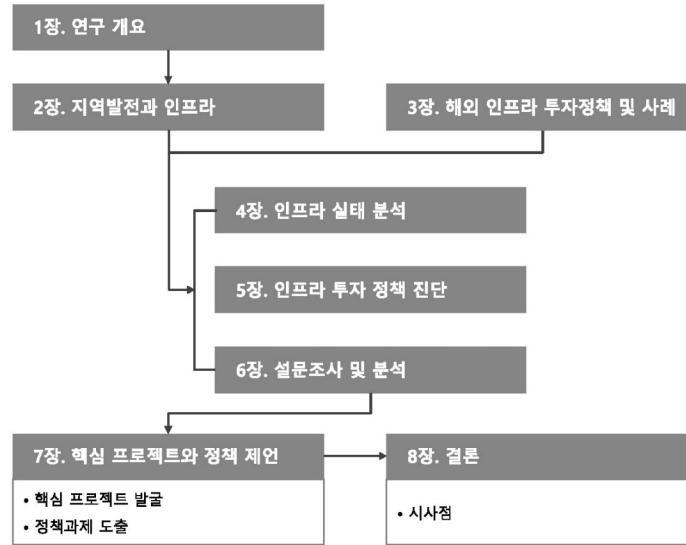 1장. 연구 개요
2장. 지역발전과 인프라
3장. 해외 인프라 투자정책 및 사례
4장. 인프라 실태 분석
5장. 인프라 투자 정책 진단
6장. 설문조사 및 분석
7장. 핵심 프로젝트와 정책 제언
• 핵심 프로젝트 발굴
• 정책과제 도출
8장. 결론
• 시사점